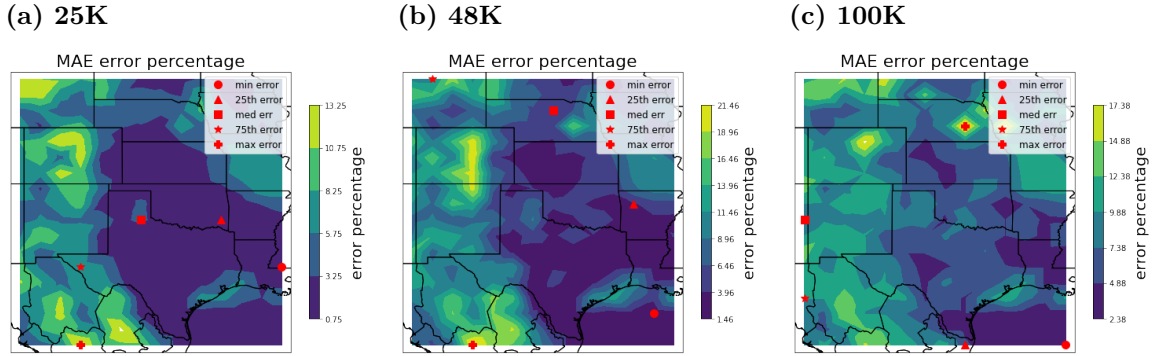 (a) 25K
(b) 48K
(c) 100K
MAE error percentage
min error
25th error
med err
75th error
max error
13.25
10.75
8.25
5.75
3.25
0.75
error percentage
MAE error percentage
min error
25th error
med err
75th error
max error
21.46
18.96
16.46
13.96
11.46
8.96
6.46
3.96
1.46
error percentage
MAE error percentage
min error
25th error
med err
75th error
max error
17.38
14.88
12.38
9.88
7.38
4.88
2.38
error percentage